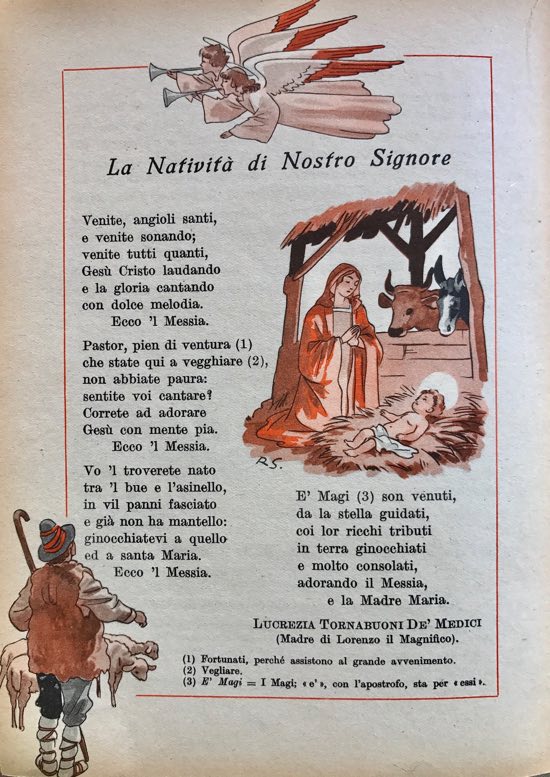 La Natività di Nostro Signore
Venite, angioli santi,
e venite sonando;
venite tutti quanti,
Gesù Cristo laudando
e la gloria cantando
con dolce melodia.
Ecco 'l Messia.
Pastor, pien di ventura (1)
che state qui a vegghiare (2),
non abbiate paura:
sentite voi cantare?
Correte ad adorare
Gesù con mente pia.
Ecco 'l Messia.
Vo 'l troverete nato
tra 'l bue e l'asinello,
in vil panni fasciato
e già non ha mantello:
ginocchiatevi a quello
ed a santa Maria.
Ecco 'l Messia.
R.S.
E' Magi (3) son venuti,
da la stella guidati,
coi lor ricchi tributi
in terra ginocchiati
e molto consolati,
adorando il Messia,
e la Madre Maria.
LUCREZIA TORNABUONI DE' MEDICI
(Madre di Lorenzo il Magnifico).
(1) Fortunati, perché assistono al grande avvenimento.
(2) Vegliare.
(3) E' Magi = I Magi; « e' », con l'apostrofo, sta per « essi ».